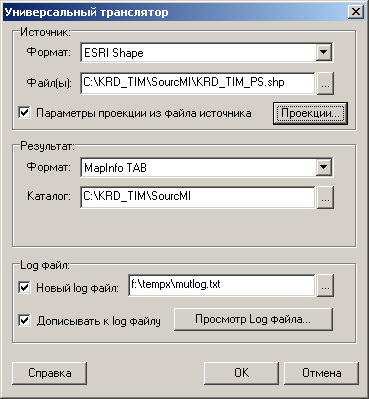 Универсальный транслятор
Источник:
Формат: ESRI Shape
Файл(ы): C:\KRD_TIM\SourcMI\KRD_TIM_PS.shp ...
Параметры проекции из файла источника Проекции...
Результат:
Формат: MapInfo TAB
Каталог: C:\KRD_TIM\SourcMI ...
Log файл:
Новый log файл: f:\tempx\mutlog.txt ...
Дописывать к log файлу Просмотр Log файла...
Справка OK Отмена